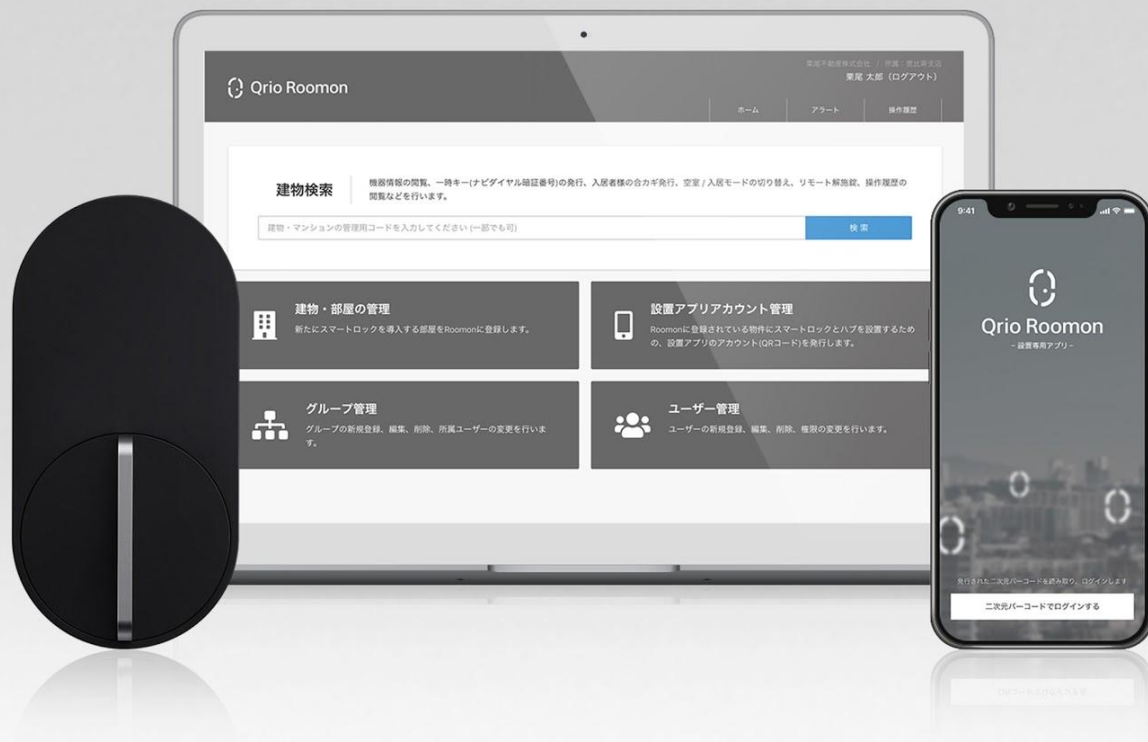 栗尾不動産株式会社 / 所属：恵比寿支店
栗尾 太郎（ログアウト）
Qrio Roomon
ホーム
アラート
操作履歴
建物検索
機器情報の閲覧、一時キー(ナビダイヤル暗証番号)の発行、入居者様の合カギ発行、空室 / 入居モードの切り替え、リモート解施錠、操作履歴の
閲覧などを行います。
建物・マンションの管理用コードを入力してください (一部でも可)
検 索
建物・部屋の管理
新たにスマートロックを導入する部屋をRoomonに登録します。
設置アプリアカウント管理
Roomonに登録されている物件にスマートロックとハブを設置するため
の、設置アプリのアカウント(QRコード)を発行します。
グループ管理
グループの新規登録、編集、削除、所属ユーザーの変更を行いま
す。
ユーザー管理
ユーザーの新規登録、編集、削除、権限の変更を行います。
9:41
Qrio Roomon
– 設置専用アプリ –
発行された二次元バーコードを読み取り、ログインします
二次元バーコードでログインする